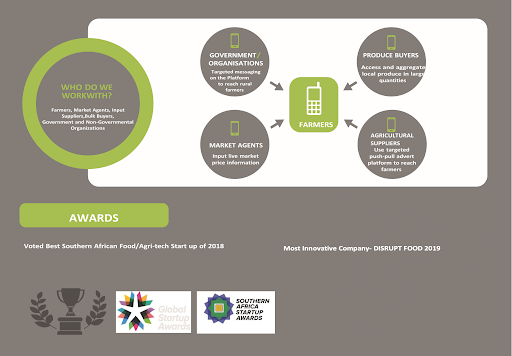 WHO DO WE
WORKWITH?
Farmers, Market Agents, Input
Suppliers,Bulk Buyers,
Government and Non-Governmental
Organizations
GOVERNMENT/
ORGANISATIONS
Targeted messaging
on the Platform
to reach rural
farmers
PRODUCE BUYERS
Access and aggregate
local produce in large
quantities
FARMERS
MARKET AGENTS
Input live market
price information
AGRICULTURAL
SUPPLIERS
Use targeted
push-pull advert
platform to reach
farmers
AWARDS
Voted Best Southern African Food/Agri-tech Start up of 2018
Most Innovative Company- DISRUPT FOOD 2019
Global
Startup
Awards
SOUTHERN
AFRICA
STARTUP
AWARDS